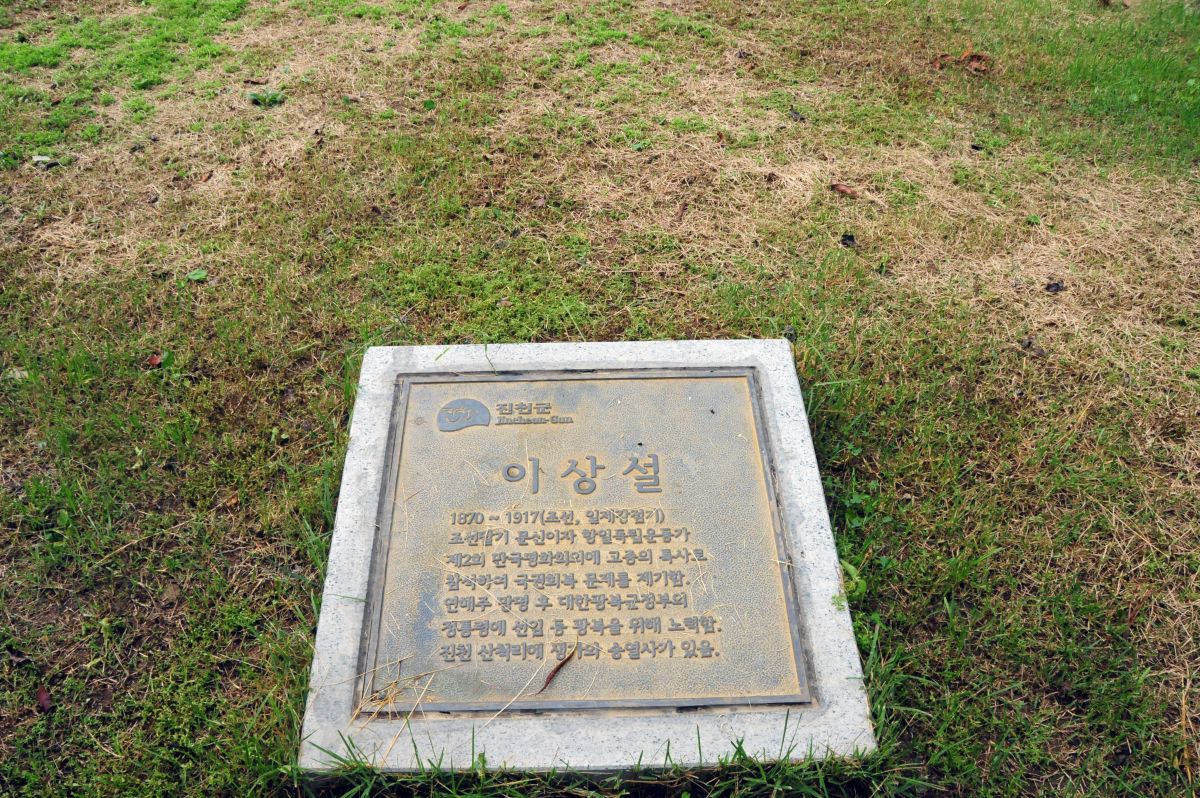 진천
진천군
Jincheon-Gun
이상설
1870 ~ 1917(조선, 일제강점기)
조선말기 문신이자 항일독립운동가
제2회 만국평화의회에 고종의 특사로
참석하여 국권회복 문제를 제기함.
연해주 망명 후 대한광복군정부의
정통령에 선임 등 광복을 위해 노력함.
진천 산척리에 생가와 숭열사가 있음.